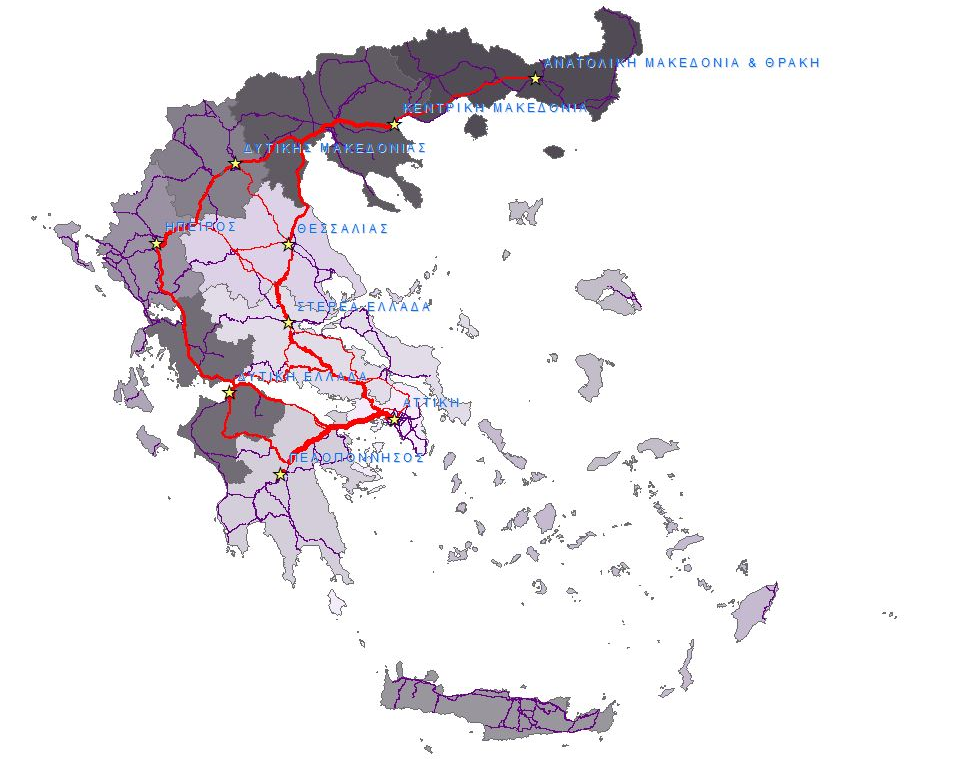 ΑΝΑΤΟΛΙΚΗ ΜΑΚΕΔΟΝΙΑ & ΘΡΑΚΗ
ΚΕΝΤΡΙΚΗ ΜΑΚΕΔΟΝΙΑ
ΔΥΤΙΚΗΣ ΜΑΚΕΔΟΝΙΑΣ
ΗΠΕΙΡΟΣ
ΘΕΣΣΑΛΙΑΣ
ΣΤΕΡΕΑ ΕΛΛΑΔΑ
ΔΥΤΙΚΗ ΕΛΛΑΔΑ
ΑΤΤΙΚΗ
ΠΕΛΟΠΟΝΝΗΣΟΣ